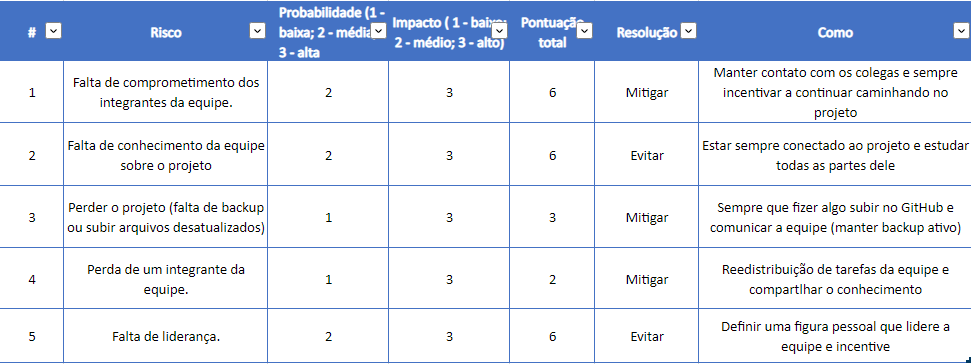 #
Risco
Probabilidade (1 -
baixa; 2 - média;
3 - alta
Impacto ( 1 - baixo;
2 - médio; 3 - alto)
Pontuação
total
Resolução
Como
1
Falta de comprometimento dos
integrantes da equipe.
2
3
6
Mitigar
Manter contato com os colegas e sempre
incentivar a continuar caminhando no
projeto
2
Falta de conhecimento da equipe
sobre o projeto
2
3
6
Evitar
Estar sempre conectado ao projeto e estudar
todas as partes dele
3
Perder o projeto (falta de backup
ou subir arquivos desatualizados)
1
3
3
Mitigar
Sempre que fizer algo subir no GitHub e
comunicar a equipe (manter backup ativo)
4
Perda de um integrante da
equipe.
1
3
2
Mitigar
Reedistribuição de tarefas da equipe e
compartlhar o conhecimento
5
Falta de liderança.
2
3
6
Evitar
Definir uma figura pessoal que lidere a
equipe e incentive